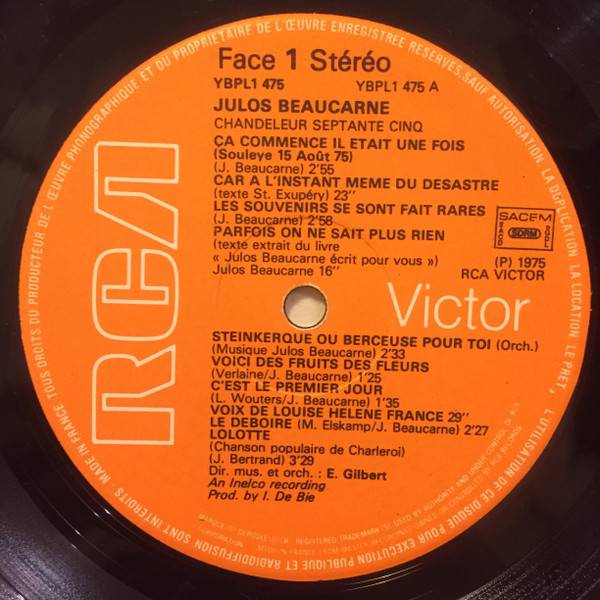 Face 1 Stéréo
YBPL1 475 YBPL1 475 A
JULOS BEAUCARNE
CHANDELEUR SEPTANTE CINQ
ÇA COMMENCE IL ETAIT UNE FOIS
(Souleye 15 Août 75)
(J. Beaucarne) 2'55
CAR A L'INSTANT MEME DU DESASTRE
(texte St. Exupéry) 23"
LES SOUVENIRS SE SONT FAIT RARES
(J. Beaucarne) 2'58
PARFOIS ON NE SAIT PLUS RIEN
(texte extrait du livre
« Julos Beaucarne écrit pour vous »)
Julos Beaucarne 16"
SACEM
SDRM
(P) 1975
RCA VICTOR
RCA
Victor
STEINKERQUE OU BERCEUSE POUR TOI (Orch.)
(Musique Julos Beaucarne) 2'33
VOICI DES FRUITS DES FLEURS
(Verlaine/J. Beaucarne) 1'25
C'EST LE PREMIER JOUR
(L. Wouters/J. Beaucarne) 1'35
VOIX DE LOUISE HELENE FRANCE 29"
LE DEBOIRE (M. Elskamp/J. Beaucarne) 2'27
LOLOTTE
(Chanson populaire de Charleroi)
(J. Bertrand) 3'29
Dir. mus. et orch. : E. Gilbert
An Inelco recording
Prod. by I. De Bie
MADE IN FRANCE TOUS DROITS DU PRODUCTEUR DE L'ŒUVRE PHONOGRAPHIQUE ET DU PROPRIETAIRE DE L'ŒUVRE ENREGISTREE RESERVES, SAUF AUTORISATION, LA DUPLICATION, LA LOCATION, LE PRET, L'UTILISATION DE CE DISQUE POUR EXECUTION PUBLIQUE ET RADIODIFFUSION SONT INTERDITS -